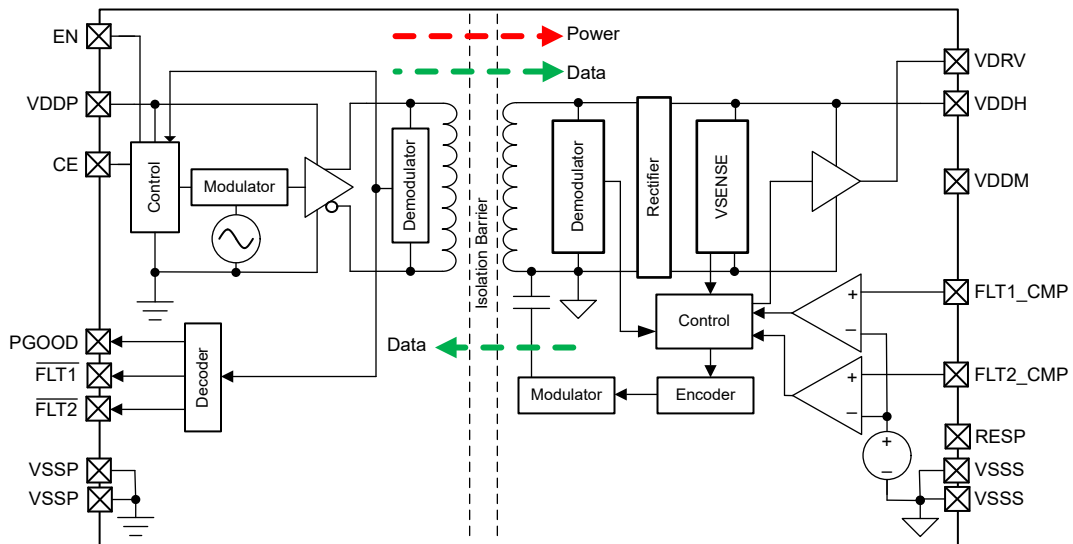 EN
VDDP
CE
PGOOD
FLT1
FLT2
VSSP
VSSP
Control
Modulator
Demodulator
Decoder
Power
Data
Isolation Barrier
Data
Demodulator
Rectifier
VSENSE
Control
Modulator
Encoder
+
−
+
−
+
−
VDRV
VDDH
VDDM
FLT1_CMP
FLT2_CMP
RESP
VSSS
VSSS